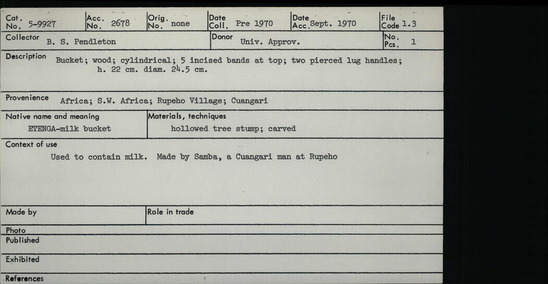 Cat. No. 5-9927 Acc. No. 2678 Orig. No. none Date Coll. Pre 1970 Date Acc. Sept. 1970 File Code 1.3
Collector B. S. Pendleton Donor Univ. Approv. No. Pcs. 1
Description Bucket; wood; cylindrical; 5 incised bands at top; two pierced lug handles;
h. 22 cm. diam. 24.5 cm.
Provenience Africa; S.W. Africa; Rupeho Village; Cuangari
Native name and meaning Materials, techniques
ETENGA-milk bucket hollowed tree stump; carved
Context of use
Used to contain milk. Made by Samba, a Cuangari man at Rupeho
Made by Role in trade
Photo
Published
Exhibited
References